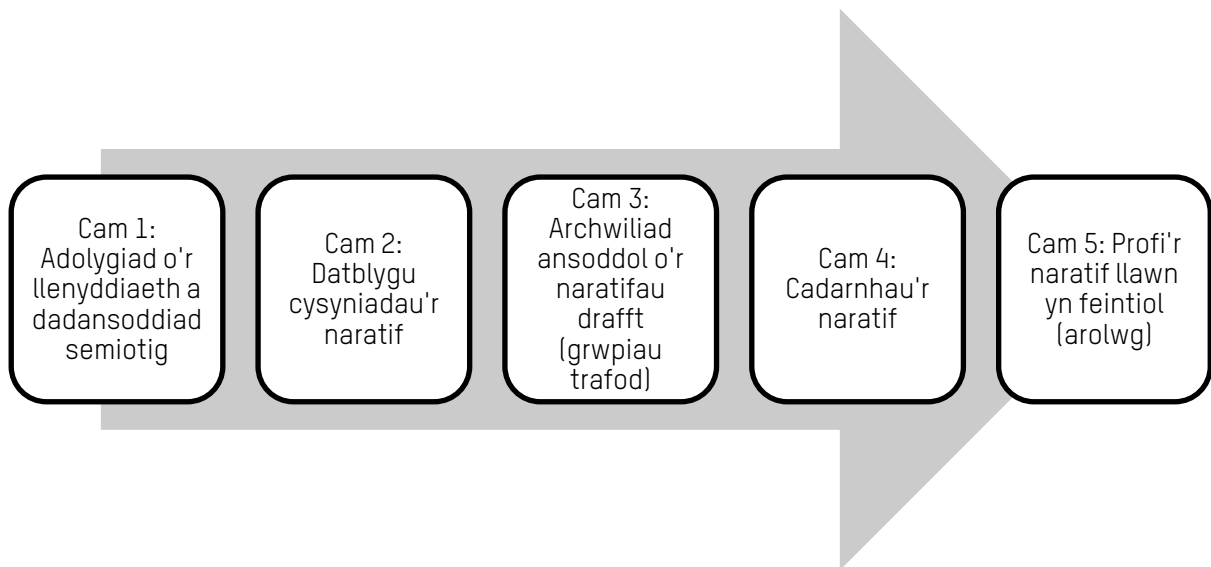 Cam 1:
Adolygiad o'r
llenyddiaeth a
dadansoddiad
semiotig
Cam 2:
Datblygu
cysyniadau'r
naratif
Cam 3:
Archwiliad
ansoddol o'r
naratifau
drafft
(grwpiau
trafod)
Cam 4:
Cadarnhau'r
naratif
Cam 5: Profi'r
naratif llawn
yn feintiol
(arolwg)